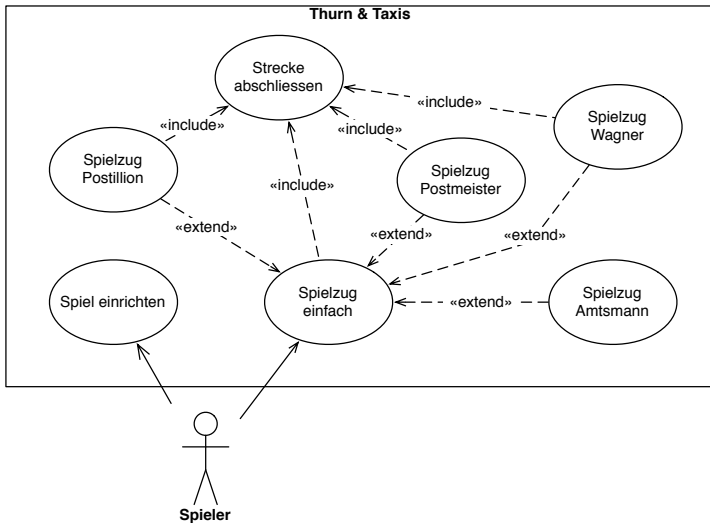 Thurn & Taxis
Strecke
abschliessen
«include»
Spielzug
Wagner
«include»
«include»
Spielzug
Postillion
Spielzug
Postmeister
«include»
«extend»
«extend»
«extend»
Spiel einrichten
Spielzug
einfach
«extend»
Spielzug
Amtsmann
Spieler